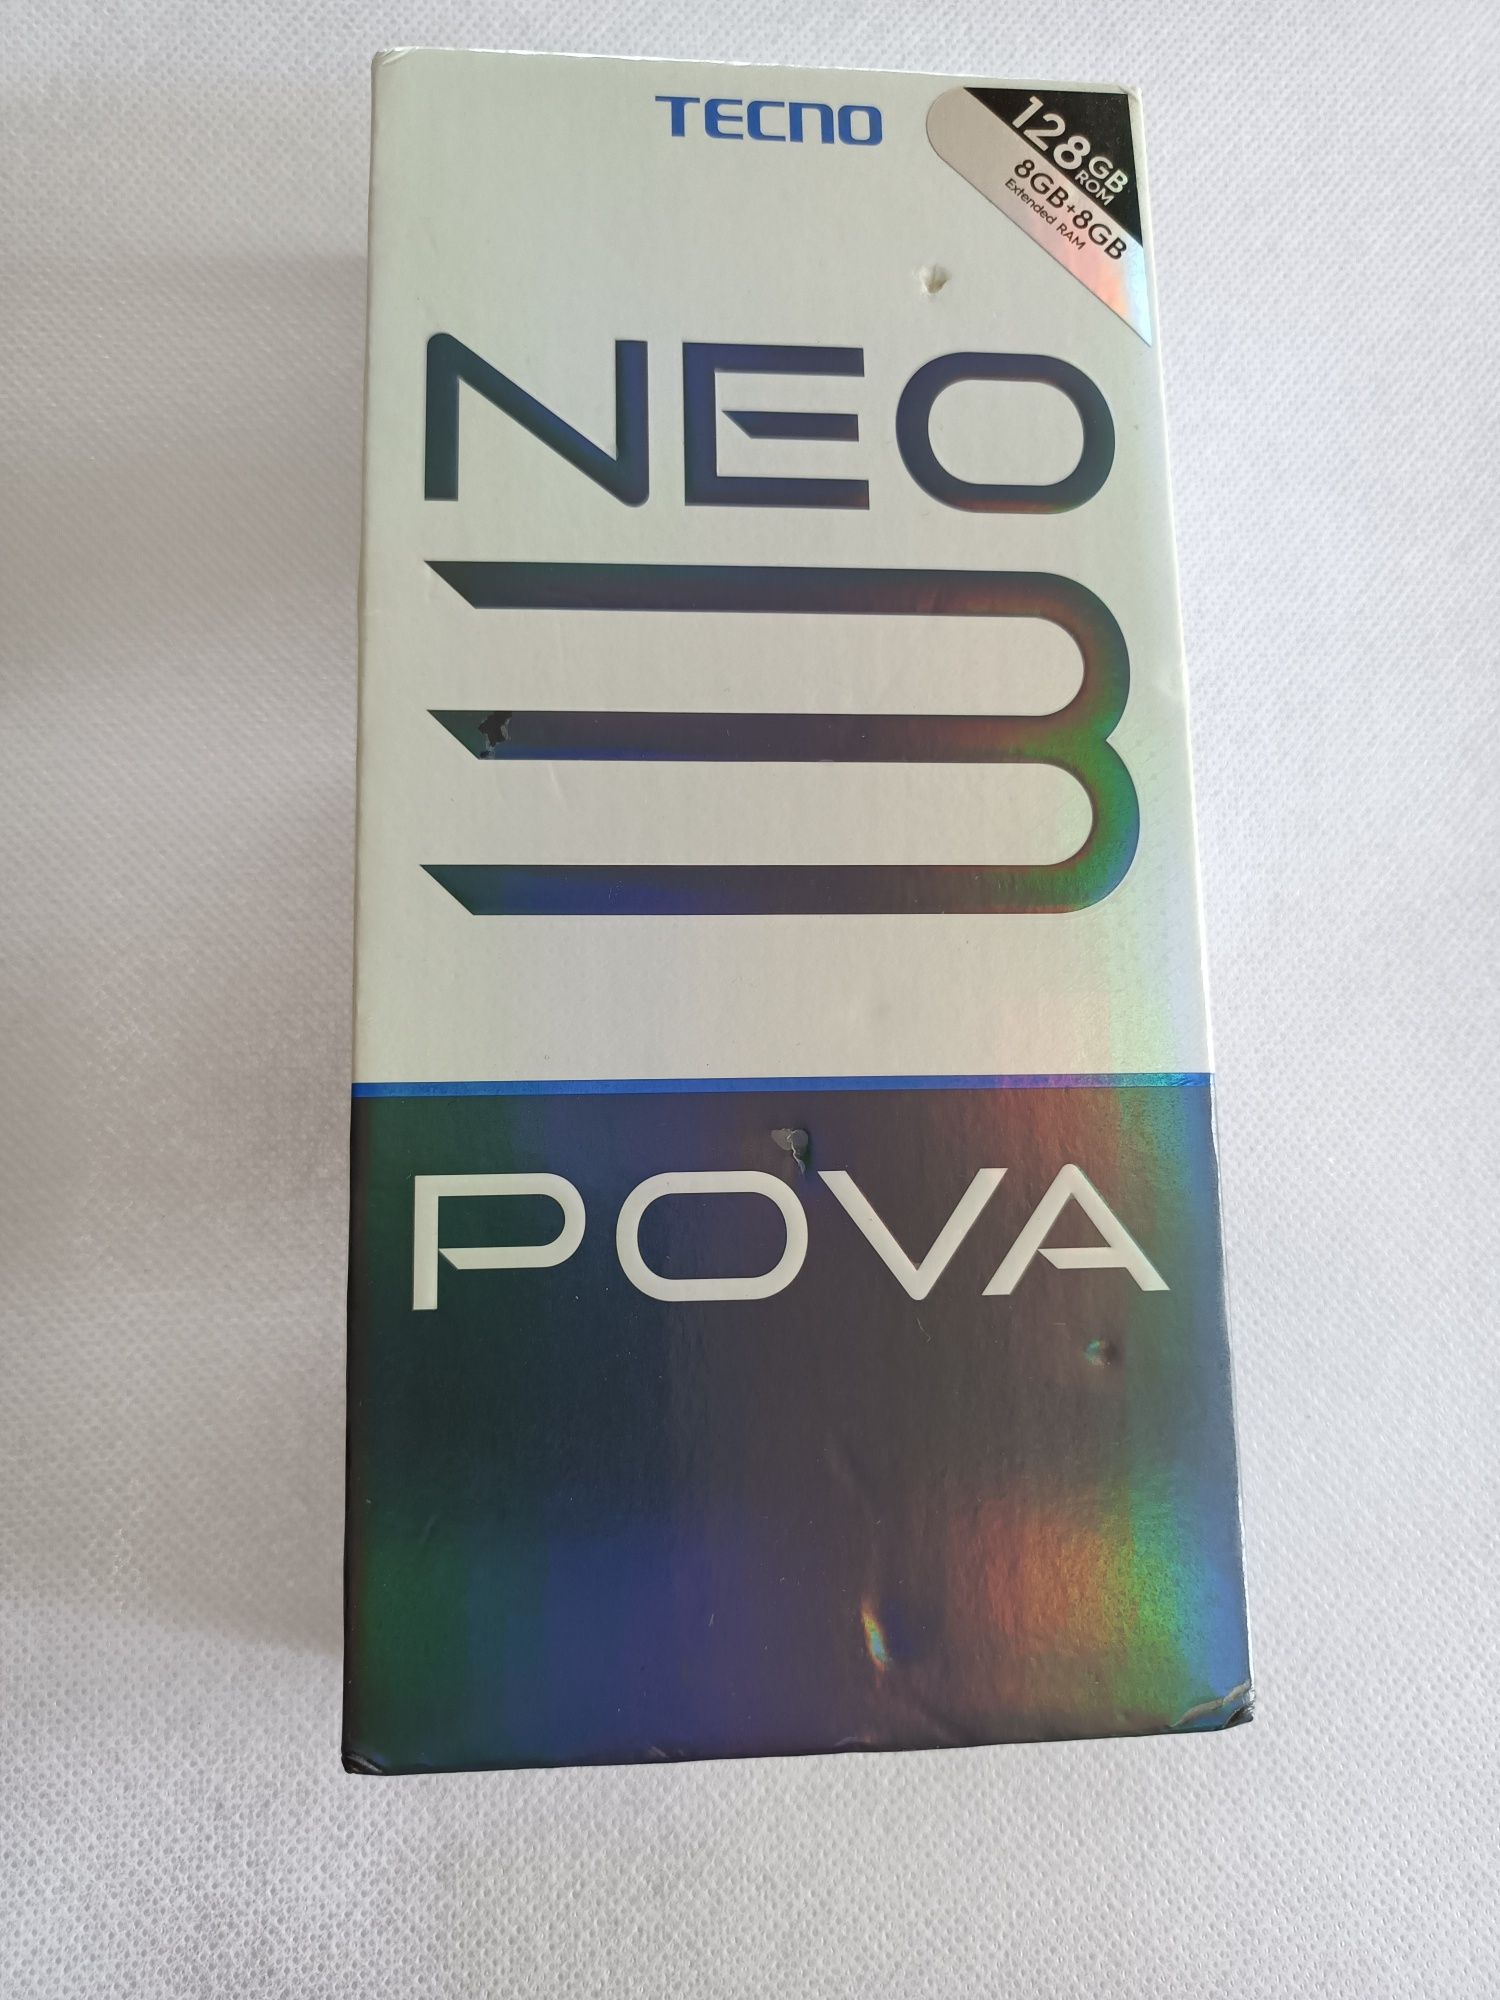 TECNO
128GB
ROM
8GB+8GB
Extended RAM
NEO
3
POVA